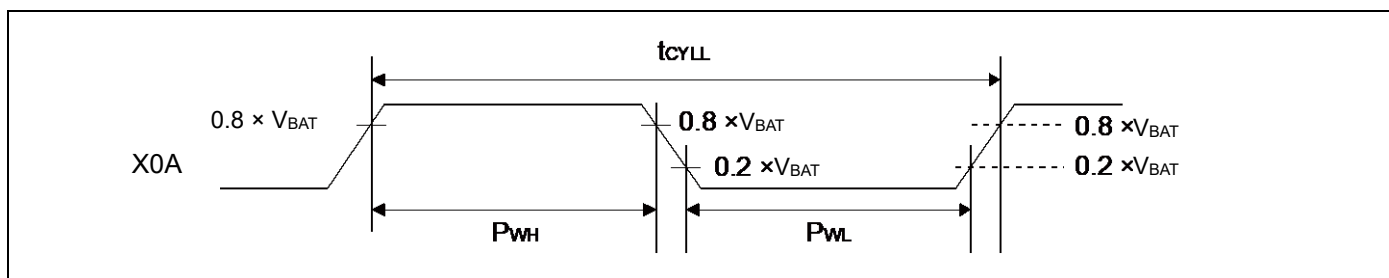 tCYLL
0.8 × VBAT
0.8 ×VBAT
0.8 ×VBAT
X0A
0.2 ×VBAT
0.2 ×VBAT
PWH
PWL